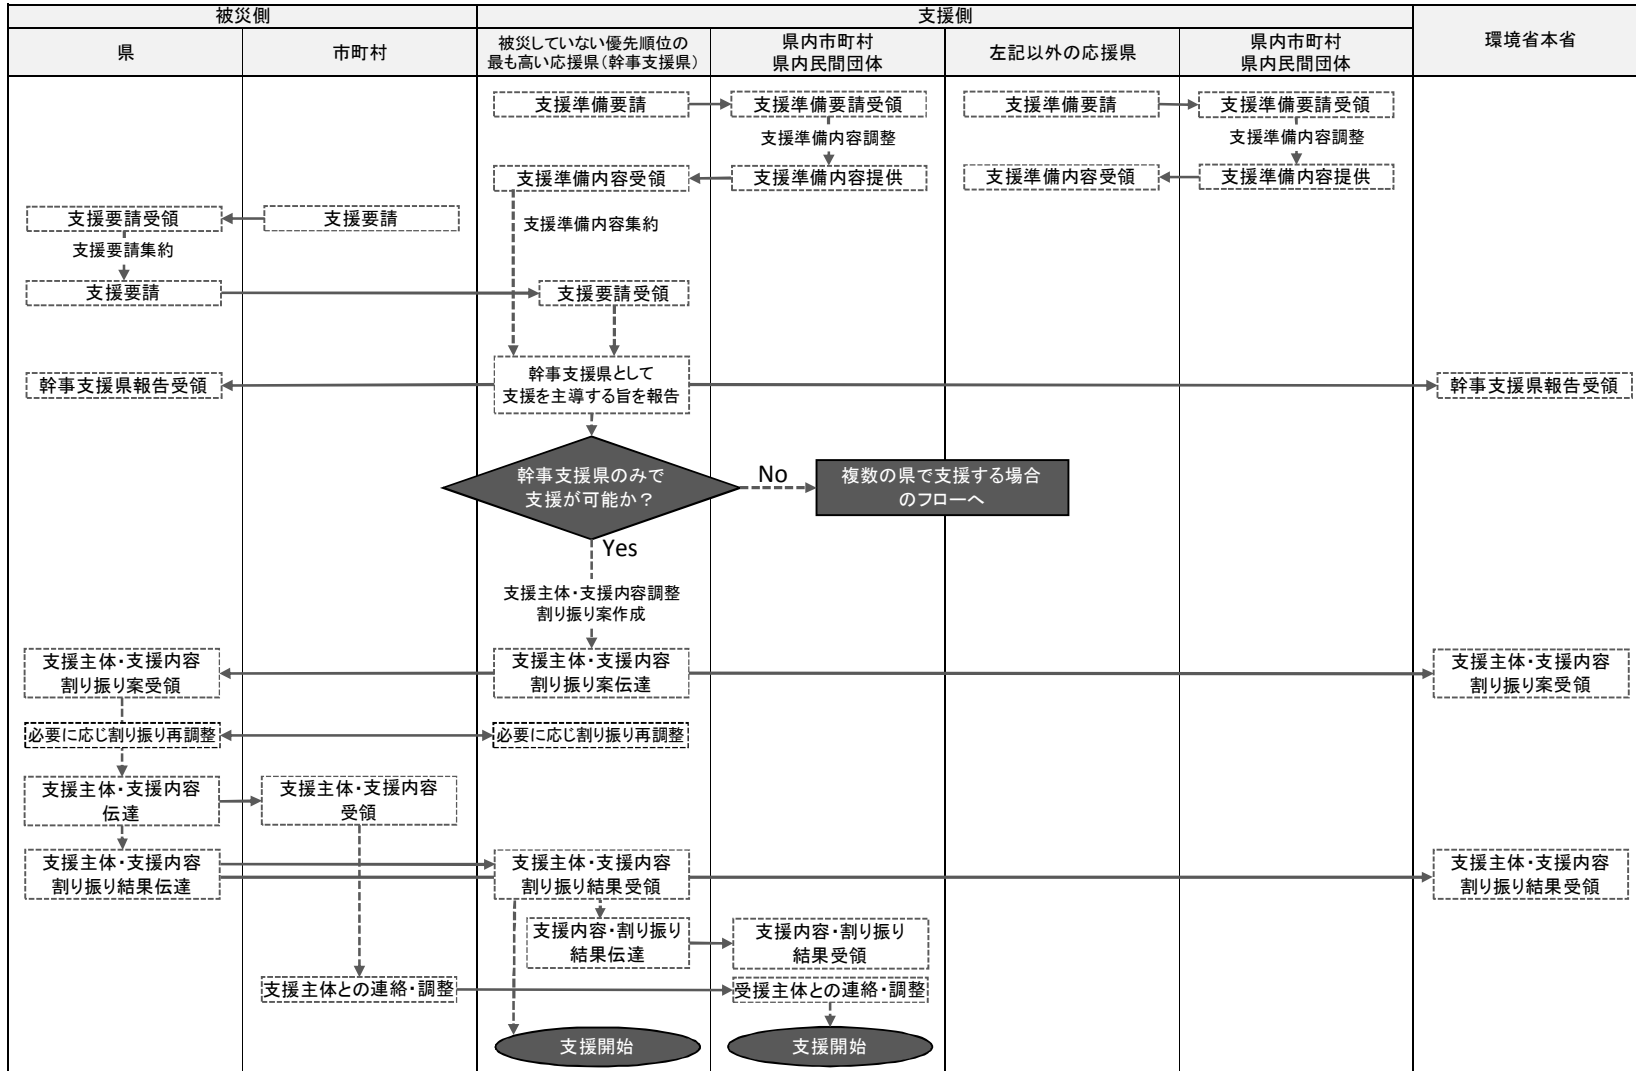 被災側
支援側
環境省本省
県
市町村
被災していない優先順位の
最も高い応援県(幹事支援県)
県内市町村
県内民間団体
左記以外の応援県
県内市町村
県内民間団体
支援準備要請
支援準備要請受領
支援準備要請
支援準備要請受領
支援準備内容調整
支援準備内容調整
支援準備内容受領
支援準備内容提供
支援準備内容受領
支援準備内容提供
支援要請受領
支援要請
支援準備内容集約
支援要請集約
支援要請
支援要請受領
幹事支援県報告受領
幹事支援県として
支援を主導する旨を報告
幹事支援県報告受領
幹事支援県のみで
支援が可能か？
No
複数の県で支援する場合
のフローへ
Yes
支援主体・支援内容調整
割り振り案作成
支援主体・支援内容
割り振り案受領
支援主体・支援内容
割り振り案伝達
支援主体・支援内容
割り振り案受領
必要に応じ割り振り再調整
必要に応じ割り振り再調整
支援主体・支援内容
伝達
支援主体・支援内容
受領
支援主体・支援内容
割り振り結果伝達
支援主体・支援内容
割り振り結果受領
支援主体・支援内容
割り振り結果受領
支援内容・割り振り
結果伝達
支援内容・割り振り
結果受領
支援主体との連絡・調整
受援主体との連絡・調整
支援開始
支援開始